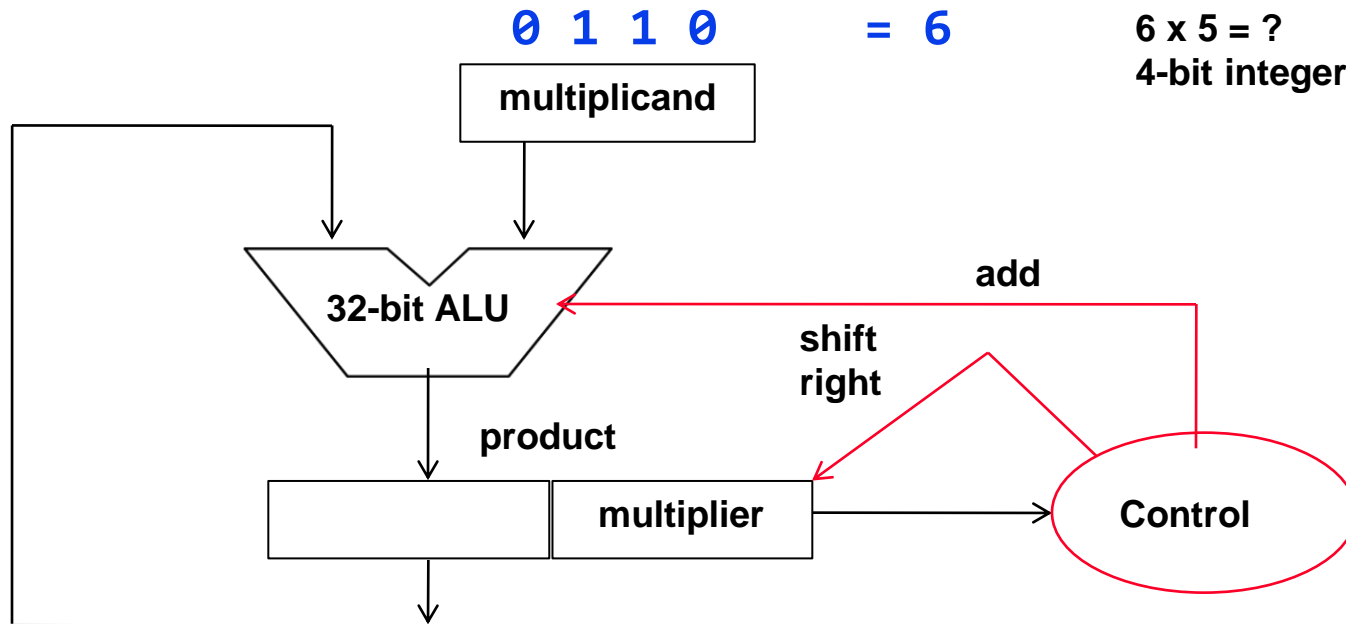 0 1 1 0 = 6
6 x 5 = ?
4-bit integer
multiplicand
32-bit ALU
add
shift
right
product
multiplier
Control